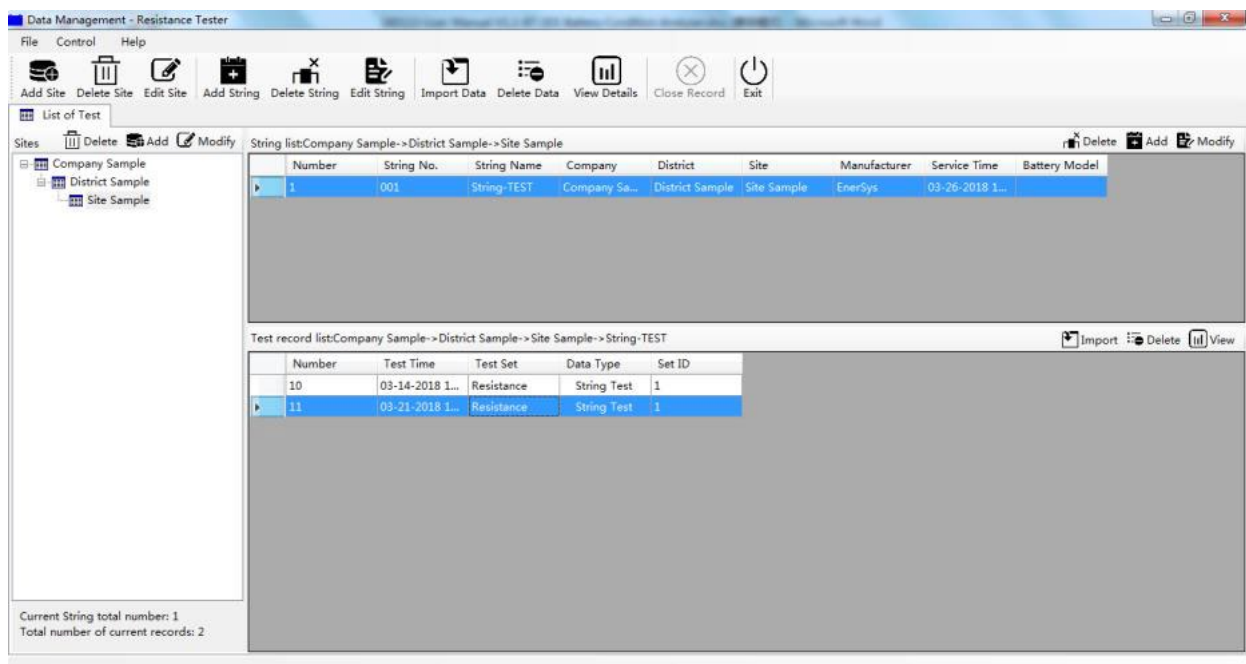 Data Management - Resistance Tester
File Control Help
Add Site Delete Site Edit Site Add String Delete String Edit String Import Data Delete Data View Details Close Record Exit
List of Test
Sites Delete Add Modify
String list:Company Sample->District Sample->Site Sample Delete Add Modify
Company Sample
District Sample
Site Sample
Number String No. String Name Company District Site Manufacturer Service Time Battery Model
1 001 String-TEST Company Sa... District Sample Site Sample EnerSys 03-26-2018 1...
Test record list:Company Sample->District Sample->Site Sample->String-TEST Import Delete View
Number Test Time Test Set Data Type Set ID
10 03-14-2018 1... Resistance String Test 1
11 03-21-2018 1... Resistance String Test 1
Current String total number: 1
Total number of current records: 2